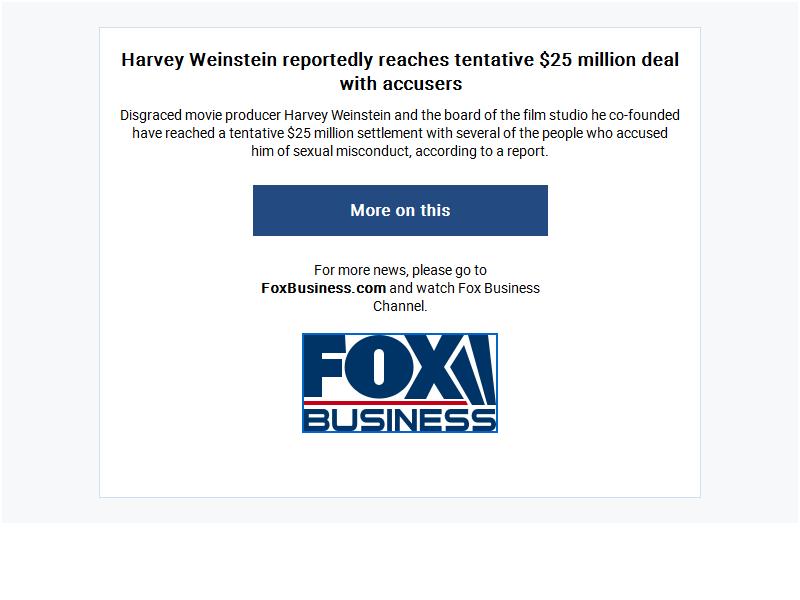 Harvey Weinstein reportedly reaches tentative $25 million deal
with accusers
Disgraced movie producer Harvey Weinstein and the board of the film studio he co-founded
have reached a tentative $25 million settlement with several of the people who accused
him of sexual misconduct, according to a report.
More on this
For more news, please go to
FoxBusiness.com and watch Fox Business
Channel.
FOX
BUSINESS